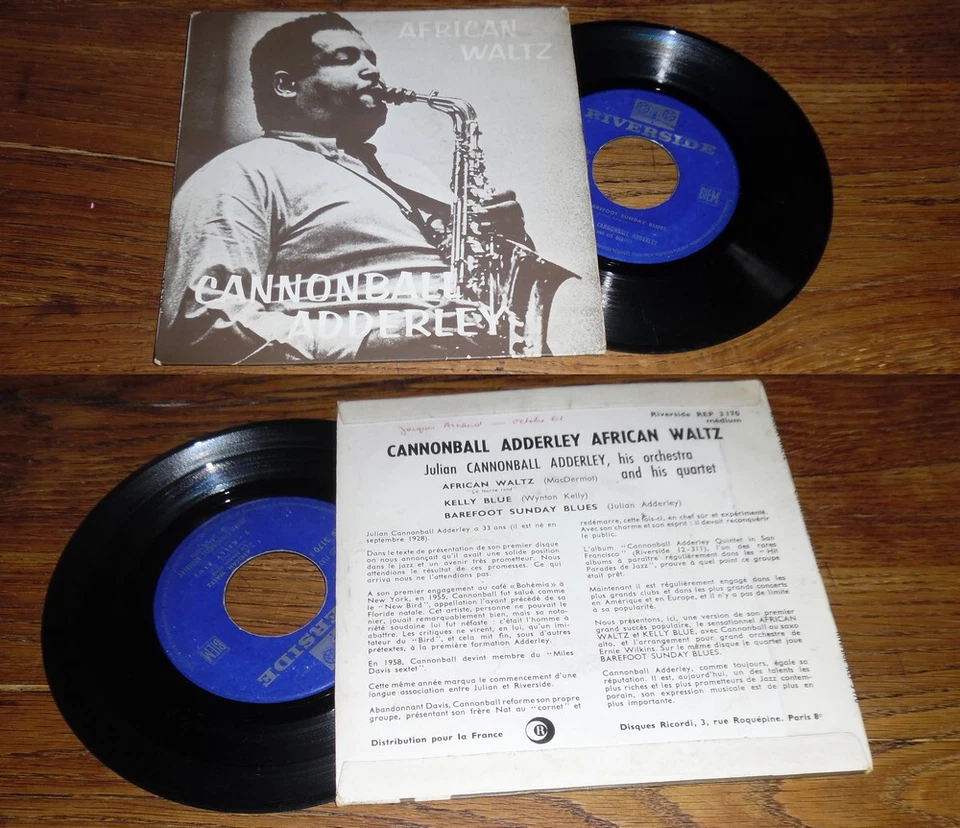 AFRICAN
WALTZ
CANNONBALL
ADDERLEY
RIVERSIDE
BIEM
BAREFOOT SUNDAY BLUES
CANNONBALL ADDERLEY
RIVERSIDE
BIEM
Riverside REP 3170
médium
Jacques
Octobre 61
CANNONBALL ADDERLEY AFRICAN WALTZ
Julian CANNONBALL ADDERLEY, his orchestra
and his quartet
AFRICAN WALTZ (MacDermot)
KELLY BLUE (Wynton Kelly)
BAREFOOT SUNDAY BLUES (Julian Adderley)
Julian Cannonball Adderley a 33 ans (il est né en
septembre 1928).
Dans le texte de présentation de son premier disque
on nous annonçait qu'il avait une solide position
dans le jazz et un avenir très prometteur. Nous
attendions le résultat de ces promesses. Ce qui
arriva nous ne l'attendions pas.
A son premier engagement au café «Bohémia» à
New York, en 1955, Cannonball fut salué comme
le "New Bird", appellation l'ayant précédé de sa
Floride natale. Cet artiste, personne ne pouvait le
nier, jouait remarquablement bien, mais sa noto-
riété soudaine lui fut néfaste : c'était l'homme à
abattre. Les critiques ne virent, en lui, qu'un imi-
tateur du "Bird", et cela mit fin, sous d'autres
prétextes, à la première formation Adderley.
En 1958, Cannonball devint membre du "Miles
Davis sextet".
Cette même année marqua le commencement d'une
longue association entre Julian et Riverside.
Abandonnant Davis, Cannonball reforme son propre
groupe, présentant son frère Nat au "cornet" et
redémarre, cette fois-ci, en chef sûr et expérimenté.
Avec son charme et son esprit : il devait reconquérir
le public.
L'album "Cannonball Adderley Quintet in San
Francisco" (Riverside 12-311), l'un des rares
albums à paraître régulièrement dans les "Hit
Parades de Jazz", prouve à quel point ce groupe
était prêt.
Maintenant il est régulièrement engagé dans les
plus grands clubs et dans les plus grands concerts
en Amérique et en Europe, et il n'y a pas de limite
à sa popularité.
Nous présentons, ici, une version de son premier
grand succès populaire, le sensationnel AFRICAN
WALTZ et KELLY BLUE, avec Cannonball au saxo
alto, et l'arrangement pour grand orchestre de
Ernie Wilkins. Sur le même disque le quartet joue
BAREFOOT SUNDAY BLUES.
Cannonball Adderley, comme toujours, égale sa
réputation. Il est, aujourd'hui, un des talents les
plus riches et les plus prometteurs de Jazz contem-
porain, son expression musicale est de plus en
plus importante.
Distribution pour la France
R
Disques Ricordi, 3, rue Roquépine. Paris 8e